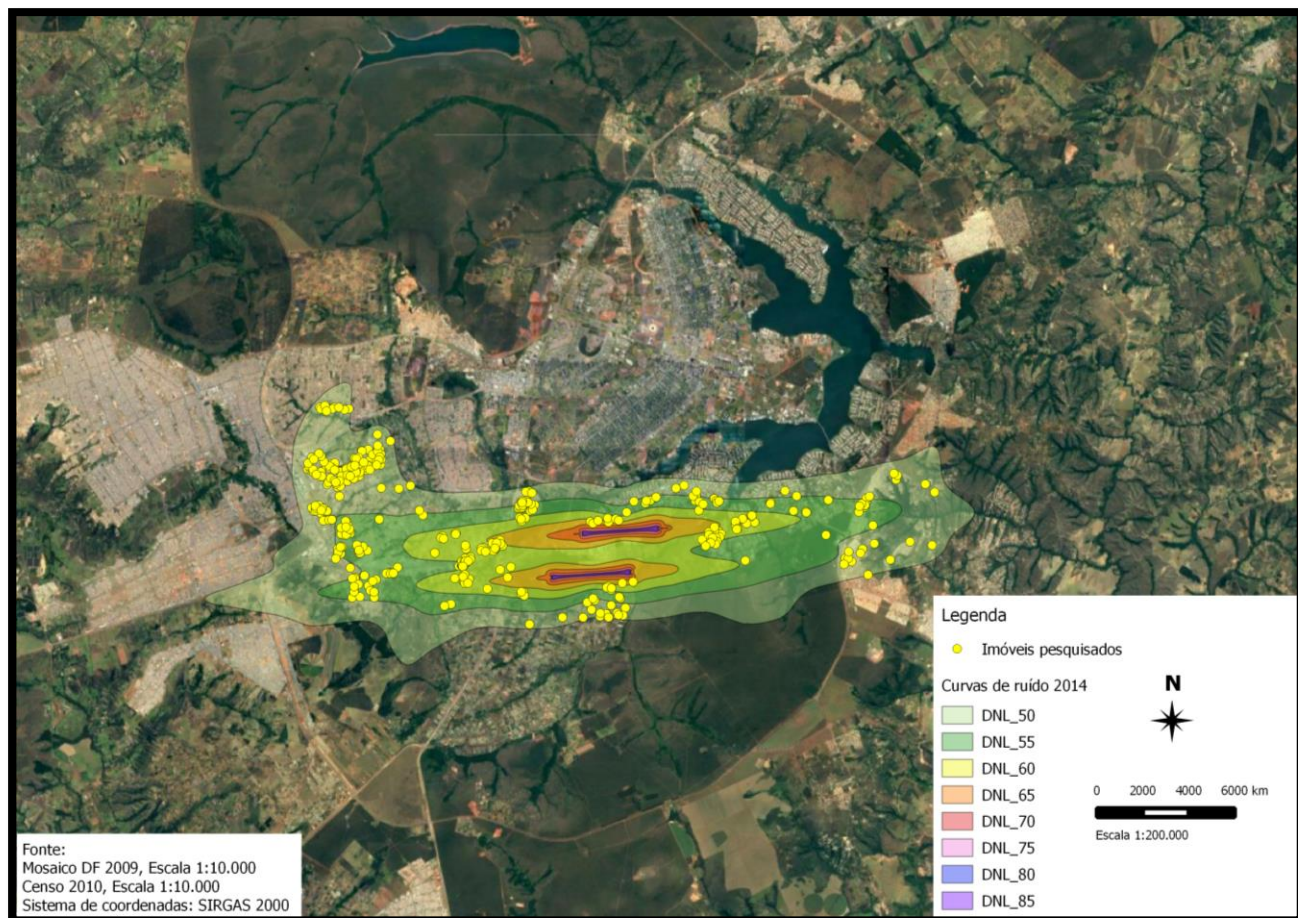 Legenda
Imóveis pesquisados
Curvas de ruído 2014
DNL_50
DNL_55
DNL_60
DNL_65
DNL_70
DNL_75
DNL_80
DNL_85
N
0 2000 4000 6000 km
Escala 1:200.000
Fonte:
Mosaico DF 2009, Escala 1:10.000
Censo 2010, Escala 1:10.000
Sistema de coordenadas: SIRGAS 2000